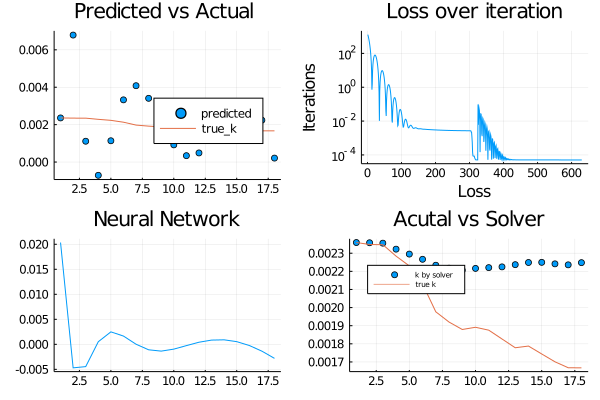 Predicted vs Actual
0.006
0.004
0.002
0.000
predicted
true_k
2.5 5.0 7.5 10.0 12.5 15.0 17.5
Loss over iteration
Iterations
10^2
10^0
10^-2
10^-4
0 100 200 300 400 500 600
Loss
Neural Network
0.020
0.015
0.010
0.005
0.000
-0.005
2.5 5.0 7.5 10.0 12.5 15.0 17.5
Acutal vs Solver
0.0023
0.0022
0.0021
0.0020
0.0019
0.0018
0.0017
k by solver
true k
2.5 5.0 7.5 10.0 12.5 15.0 17.5